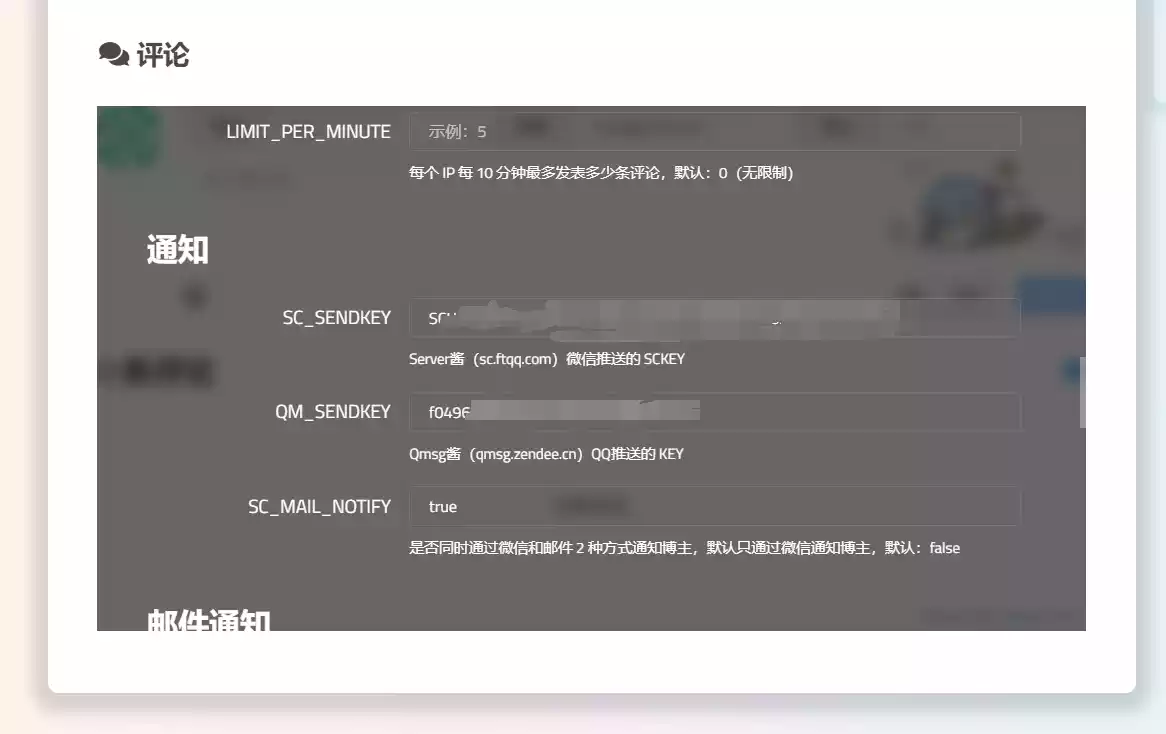 评论
LIMIT_PER_MINUTE
示例：5
每个 IP 每 10 分钟最多发表多少条评论，默认：0（无限制)
通知
SC_SENDKEY
Server酱（sc.ftqq.com）微信推送的 SCKEY
QM_SENDKEY
f0496
Qmsg酱（qmsg.zendee.cn）QQ推送的 KEY
SC_MAIL_NOTIFY
true
是否同时通过微信和邮件 2 种方式通知博主，默认只通过微信通知博主，默认：false
邮件通知